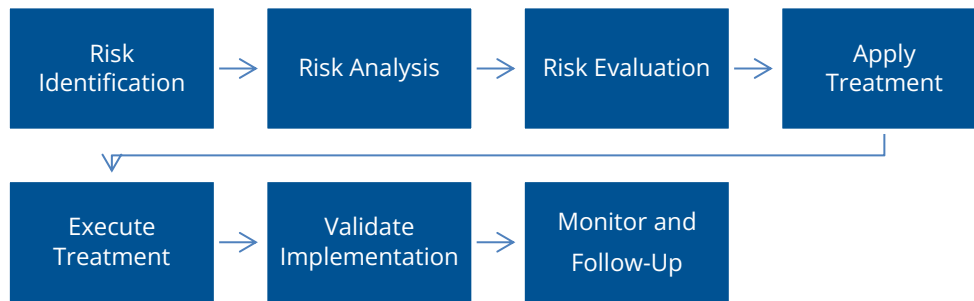 Risk
Identification
Risk Analysis
Risk Evaluation
Apply
Treatment
Execute
Treatment
Validate
Implementation
Monitor and
Follow-Up